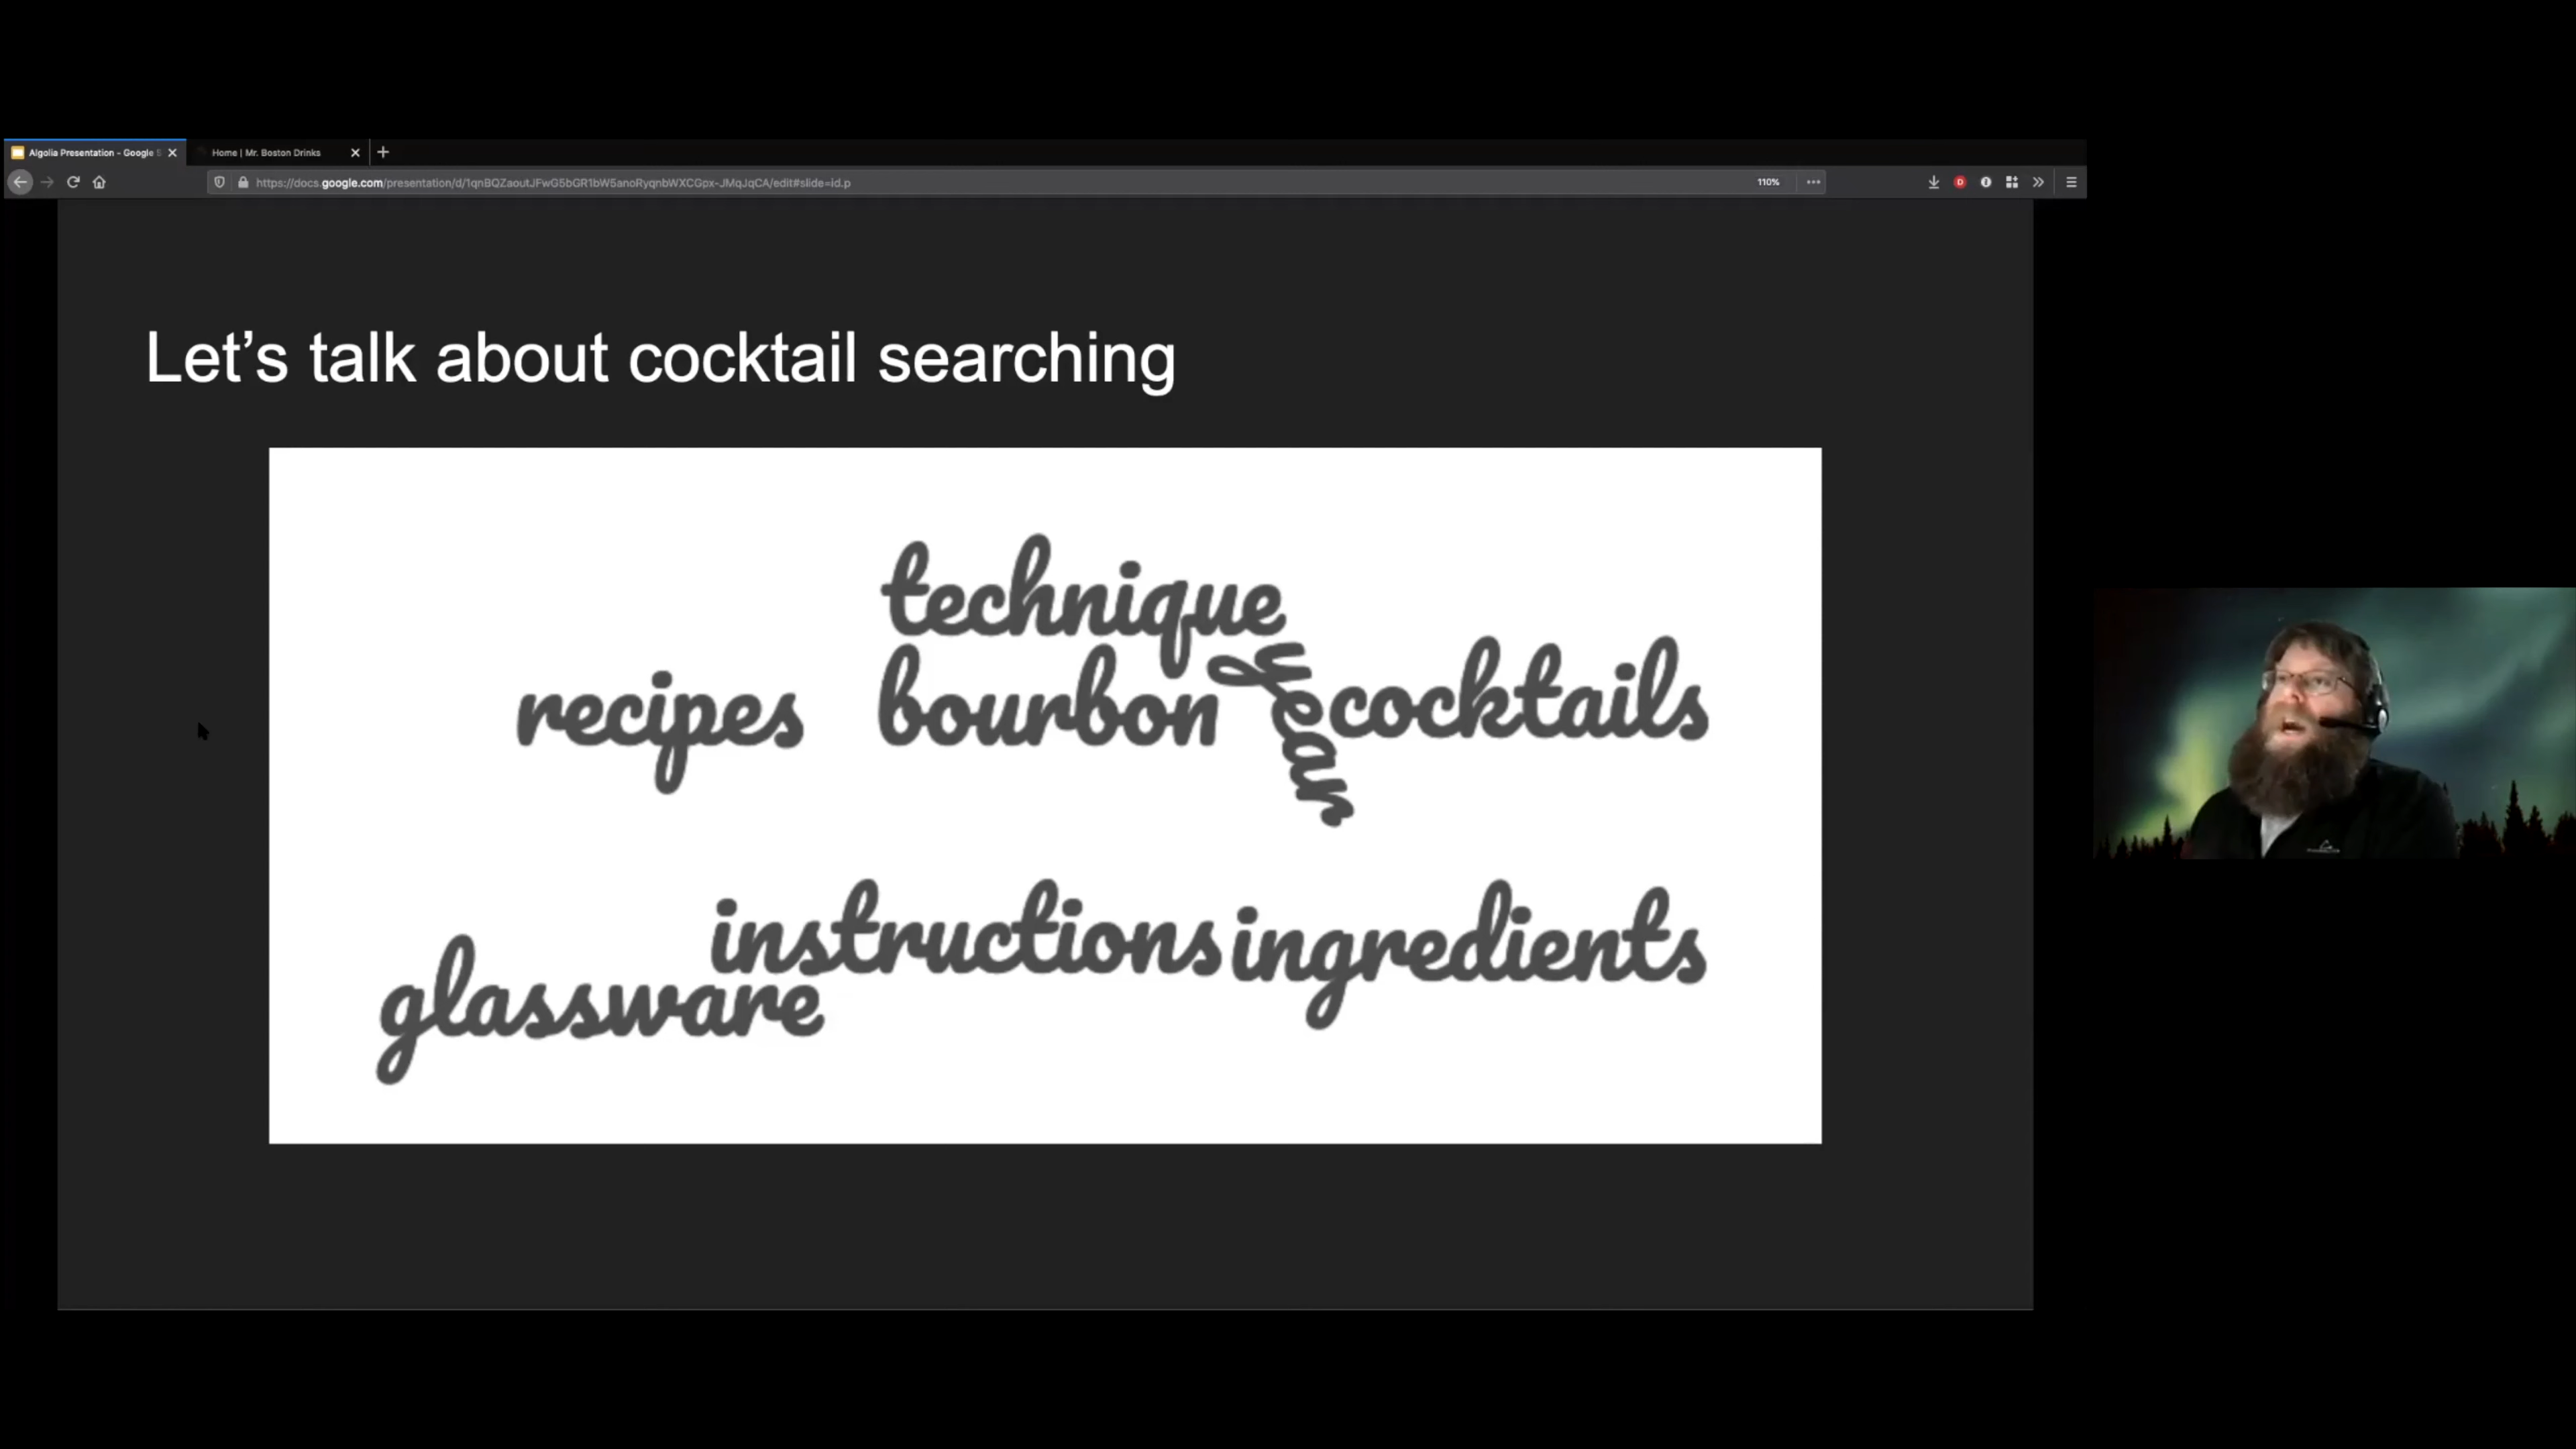 Algolia Presentation - Google S
Home | Mr. Boston Drinks
https://docs.google.com/presentation/d/1qnBQZaoutJFwG5bGR1bW5anoRyqnbWXCGpx-JMqJqCA/edit#slide=id.p
110%
Let's talk about cocktail searching
technique
recipes bourbon year cocktails
instructions ingredients
glassware